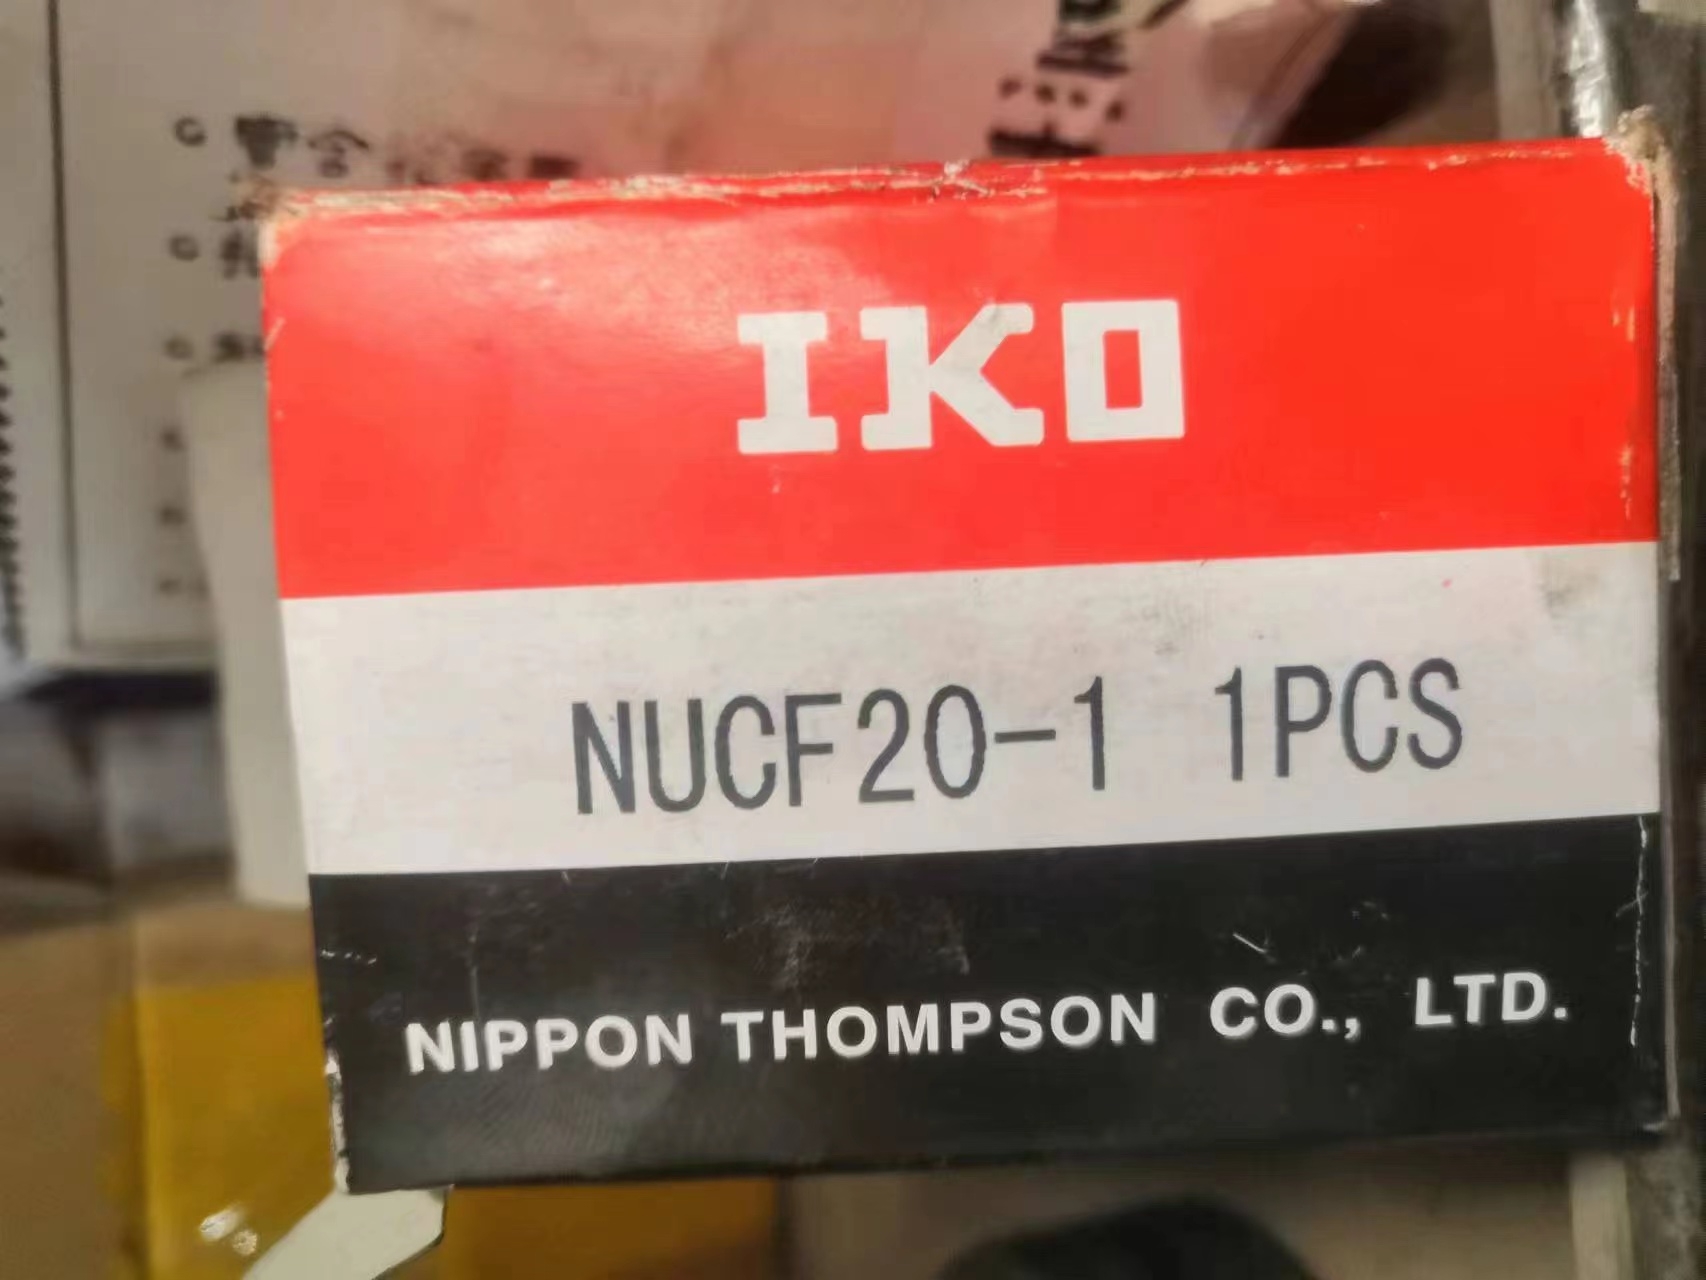 IKO
NUCF20-1 1PCS
NIPPON THOMPSON CO., LTD.